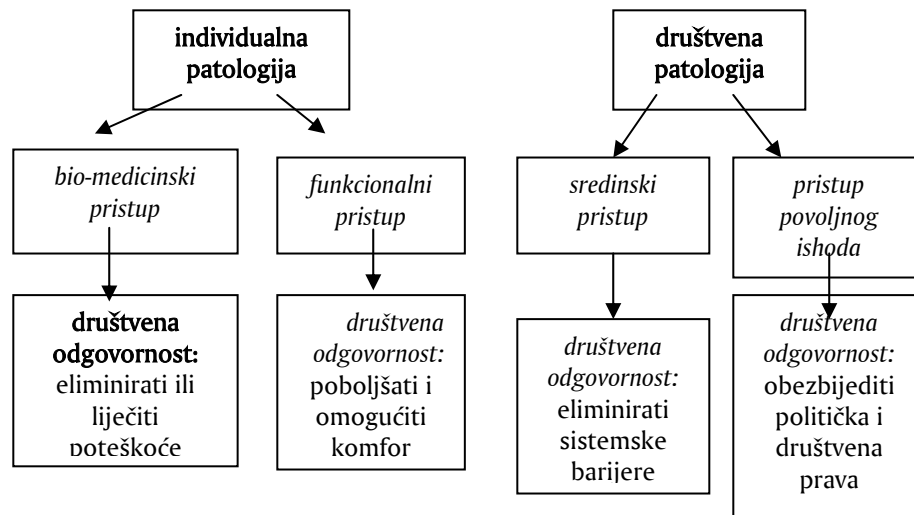 individualna
patologija
društvena
patologija
bio-medicinski
pristup
funkcionalni
pristup
sredinski
pristup
pristup
povoljnog
ishoda
društvena
odgovornost:
eliminirati ili
liječiti
poteškoće
društvena
odgovornost:
poboljšati i
omogućiti
komfor
društvena
odgovornost:
eliminirati
sistemske
barijere
društvena
odgovornost:
obezbijediti
politička i
društvena
prava